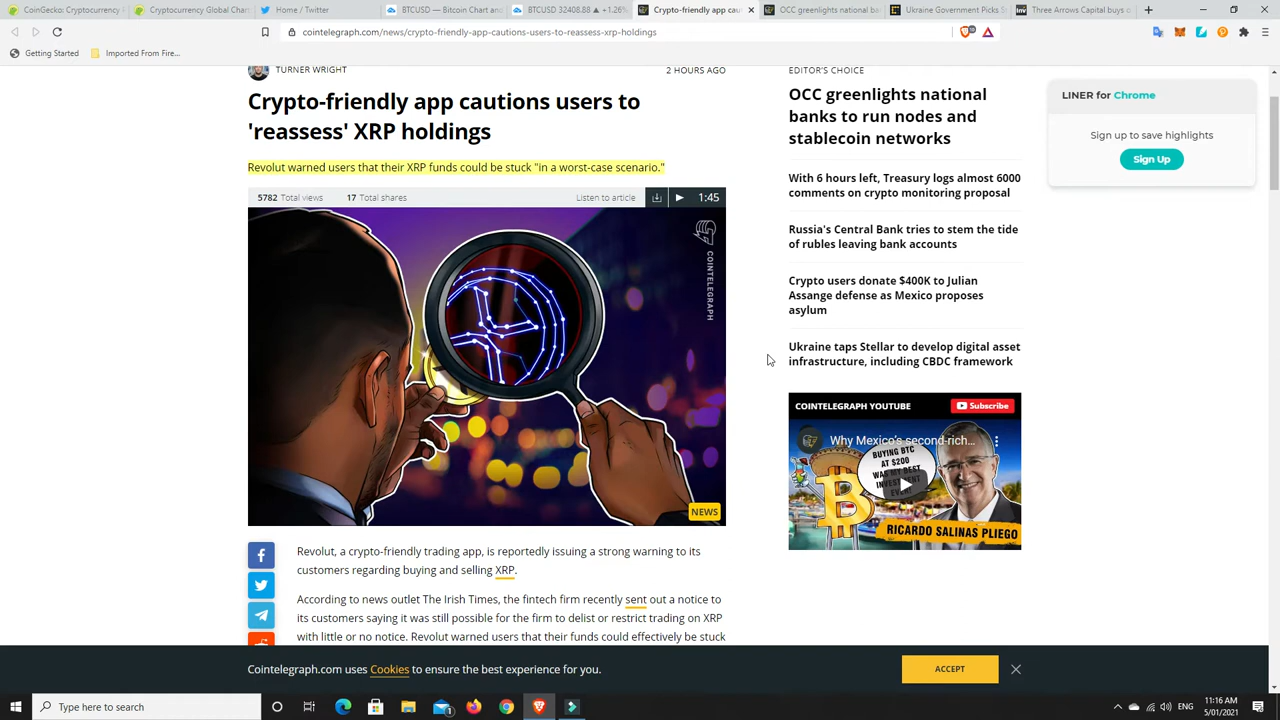 CoinGecko: Cryptocurrency P
Cryptocurrency Global Char
Home / Twitter
BTCUSD — Bitcoin Chart and
BTCUSD 32408.88 ▲ +1.26%
Crypto-friendly app cau
OCC greenlights national ba
Ukraine Government Picks S
Three Arrows Capital buys
cointelegraph.com/news/crypto-friendly-app-cautions-users-to-reassess-xrp-holdings
Getting Started
Imported From Fire...
TURNER WRIGHT
2 HOURS AGO
Crypto-friendly app cautions users to
'reassess' XRP holdings
Revolut warned users that their XRP funds could be stuck "in a worst-case scenario."
5782 Total views
17 Total shares
Listen to article
1:45
COINTELEGRAPH
NEWS
Revolut, a crypto-friendly trading app, is reportedly issuing a strong warning to its
customers regarding buying and selling XRP.
According to news outlet The Irish Times, the fintech firm recently sent out a notice to
its customers saying it was still possible for the firm to delist or restrict trading on XRP
with little or no notice. Revolut warned users that their funds could effectively be stuck
EDITOR'S CHOICE
OCC greenlights national
banks to run nodes and
stablecoin networks
With 6 hours left, Treasury logs almost 6000
comments on crypto monitoring proposal
Russia's Central Bank tries to stem the tide
of rubles leaving bank accounts
Crypto users donate $400K to Julian
Assange defense as Mexico proposes
asylum
Ukraine taps Stellar to develop digital asset
infrastructure, including CBDC framework
COINTELEGRAPH YOUTUBE
Subscribe
Why Mexico's second-rich...
BUYING BTC
AT $200
WAS MY BEST
INVESTMENT
EVER!
RICARDO SALINAS PLIEGO
LINER for Chrome
Sign up to save highlights
Sign Up
Cointelegraph.com uses Cookies to ensure the best experience for you.
ACCEPT
Type here to search
ENG
11:16 AM
5/01/2021